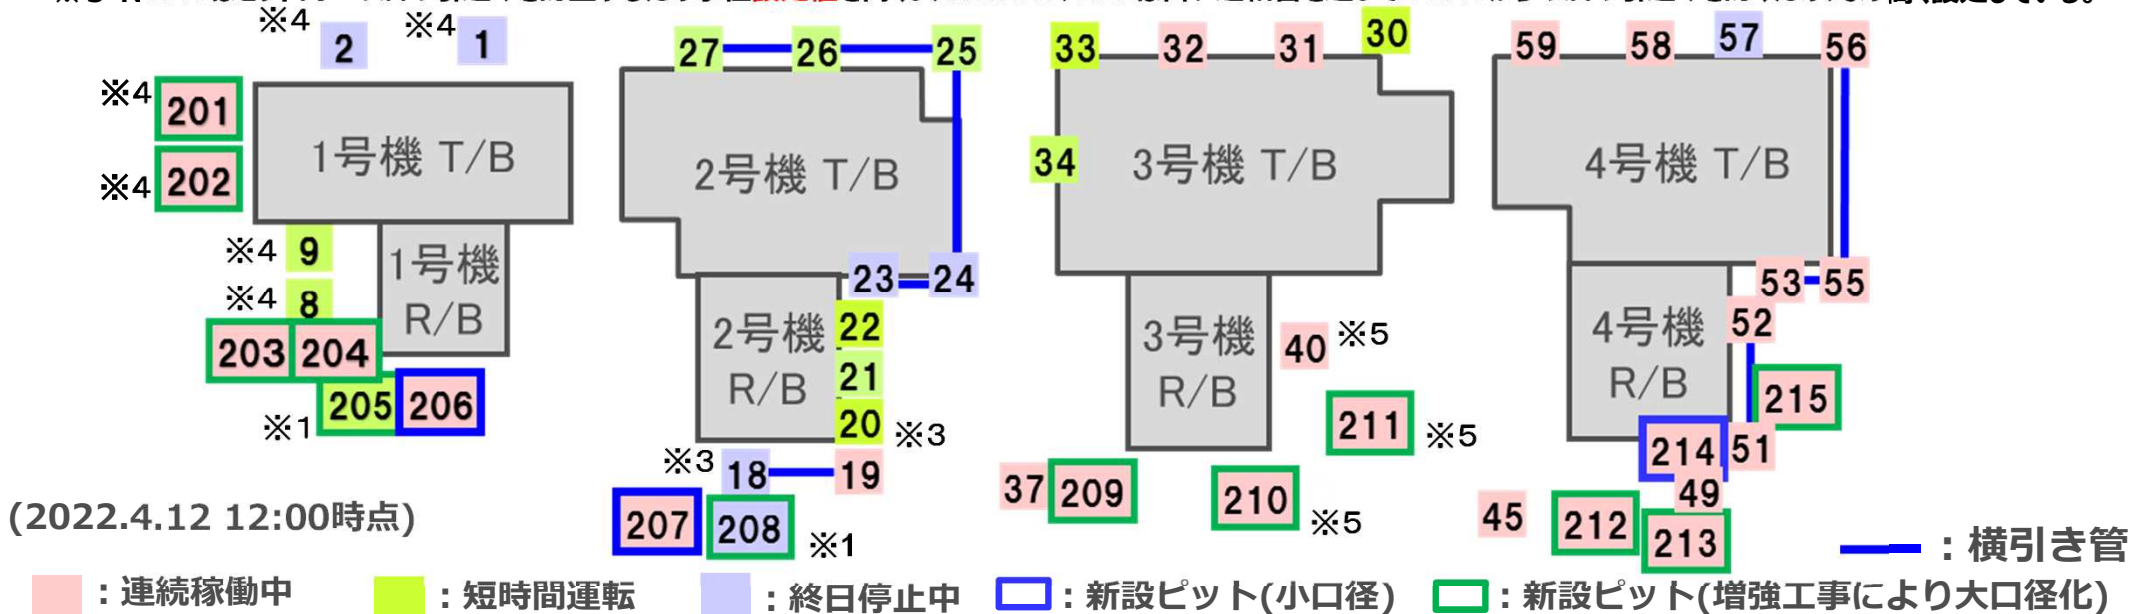 ※4 2 ※4 1
27 26 25
33 32 31 30
59 58 57 56
※4 201
※4 202
1号機 T/B
2号機 T/B
34 3号機 T/B
4号機 T/B
※4 9
※4 8
1号機
R/B
203 204
※1 205 206
23 24
2号機
R/B
22
21
20 ※3
※3 18 19
207 208 ※1
3号機
R/B
40 ※5
211 ※5
37 209 210 ※5
53 55
4号機
R/B
52
215
214 51
49
45 212 213
(2022.4.12 12:00時点)
：横引き管
：連続稼働中 ：短時間運転 ：終日停止中 ：新設ピット(小口径) ：新設ピット(増強工事により大口径化)